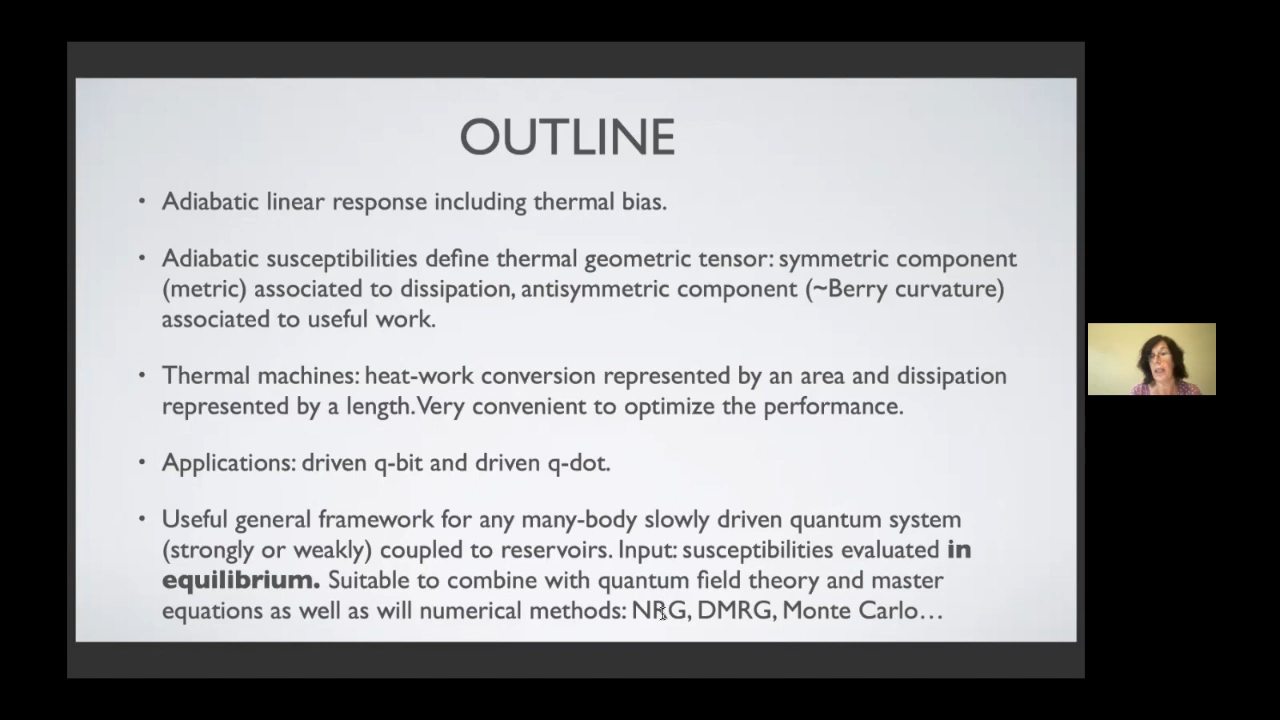 OUTLINE
• Adiabatic linear response including thermal bias.
• Adiabatic susceptibilities define thermal geometric tensor: symmetric component
(metric) associated to dissipation, antisymmetric component (~Berry curvature)
associated to useful work.
• Thermal machines: heat-work conversion represented by an area and dissipation
represented by a length. Very convenient to optimize the performance.
• Applications: driven q-bit and driven q-dot.
• Useful general framework for any many-body slowly driven quantum system
(strongly or weakly) coupled to reservoirs. Input: susceptibilities evaluated in
equilibrium. Suitable to combine with quantum field theory and master
equations as well as will numerical methods: NRG, DMRG, Monte Carlo…